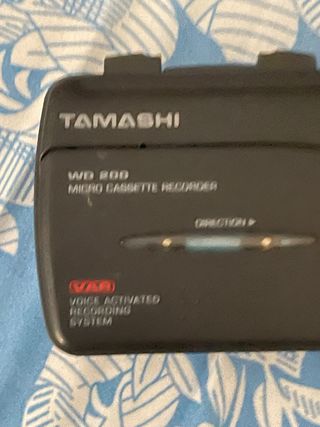 TAMASHI
WD 200
MICRO CASSETTE RECORDER
DIRECTION ▶
VAR
VOICE ACTIVATED
RECORDING
SYSTEM